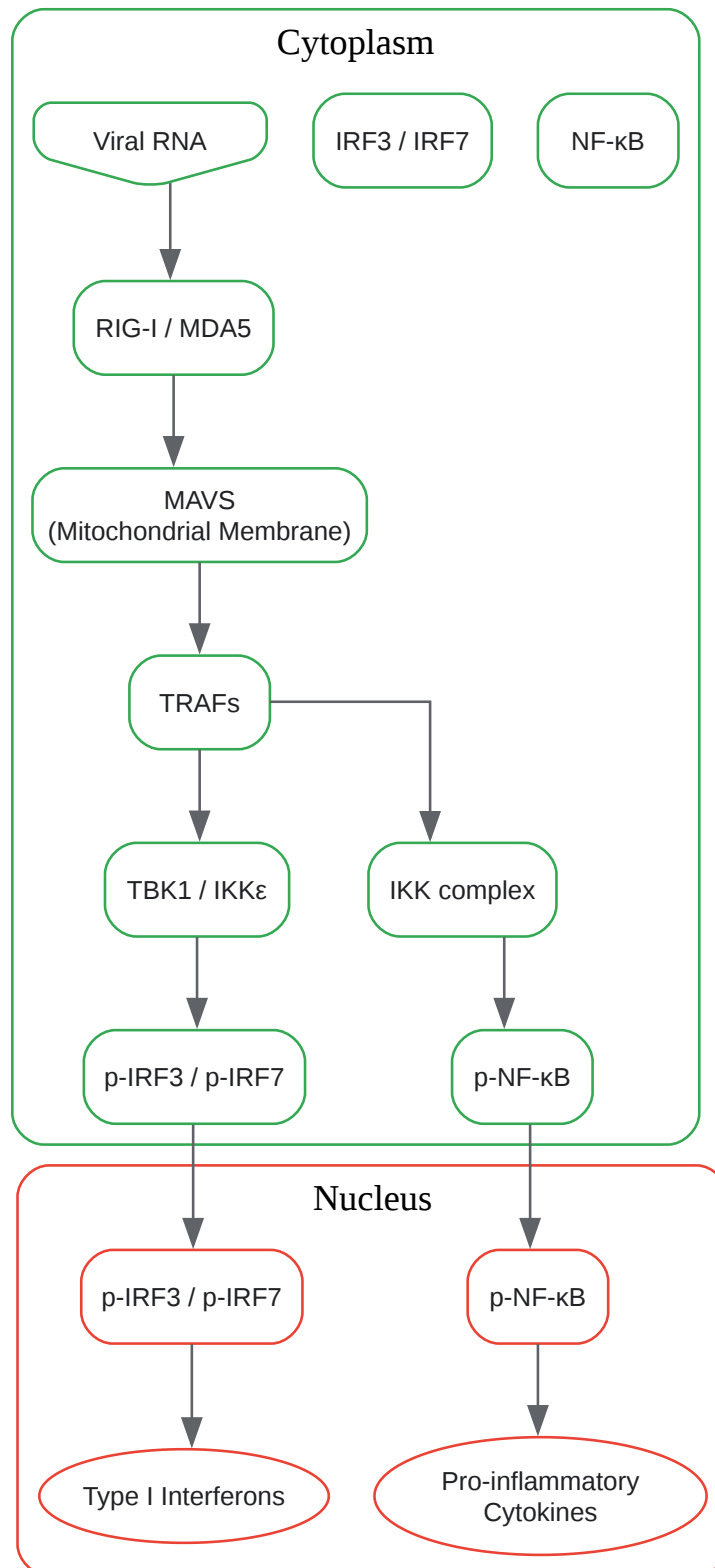 Cytoplasm
Viral RNA
IRF3 / IRF7
NF-κB
RIG-I / MDA5
MAVS
(Mitochondrial Membrane)
TRAFs
TBK1 / IKKε
IKK complex
p-IRF3 / p-IRF7
p-NF-κB
Nucleus
p-IRF3 / p-IRF7
p-NF-κB
Type I Interferons
Pro-inflammatory
Cytokines